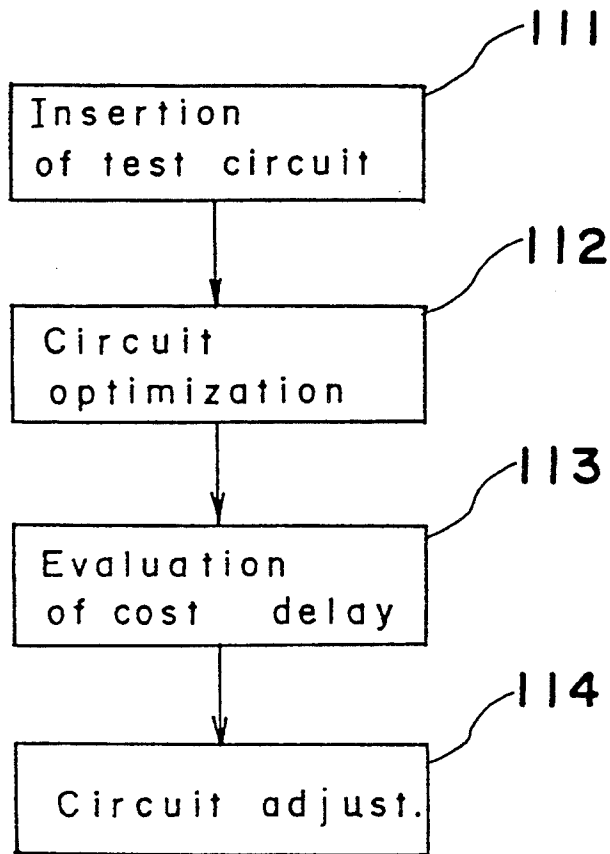 111
Insertion
of test circuit
112
Circuit
optimization
113
Evaluation
of cost delay
114
Circuit adjust.